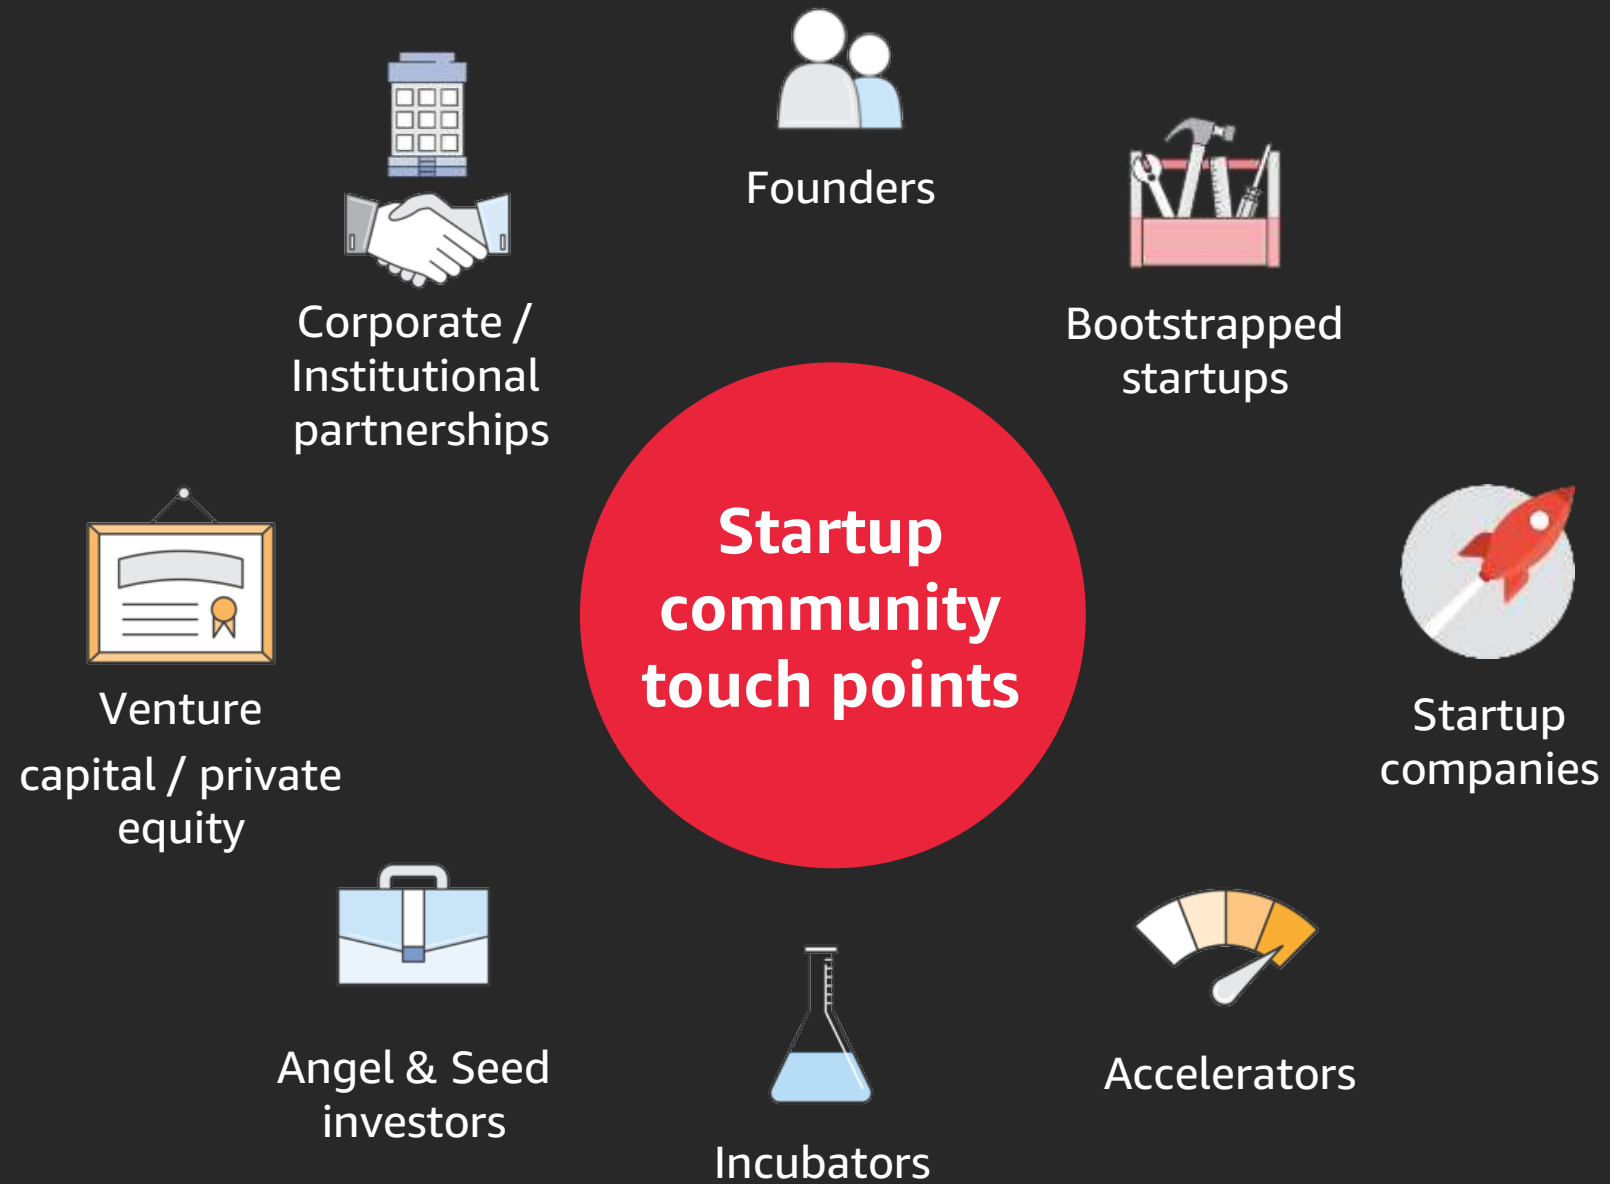 Founders
Corporate /
Institutional
partnerships
Bootstrapped
startups
Startup
community
touch points
Venture
capital / private
equity
Startup
companies
Angel & Seed
investors
Accelerators
Incubators